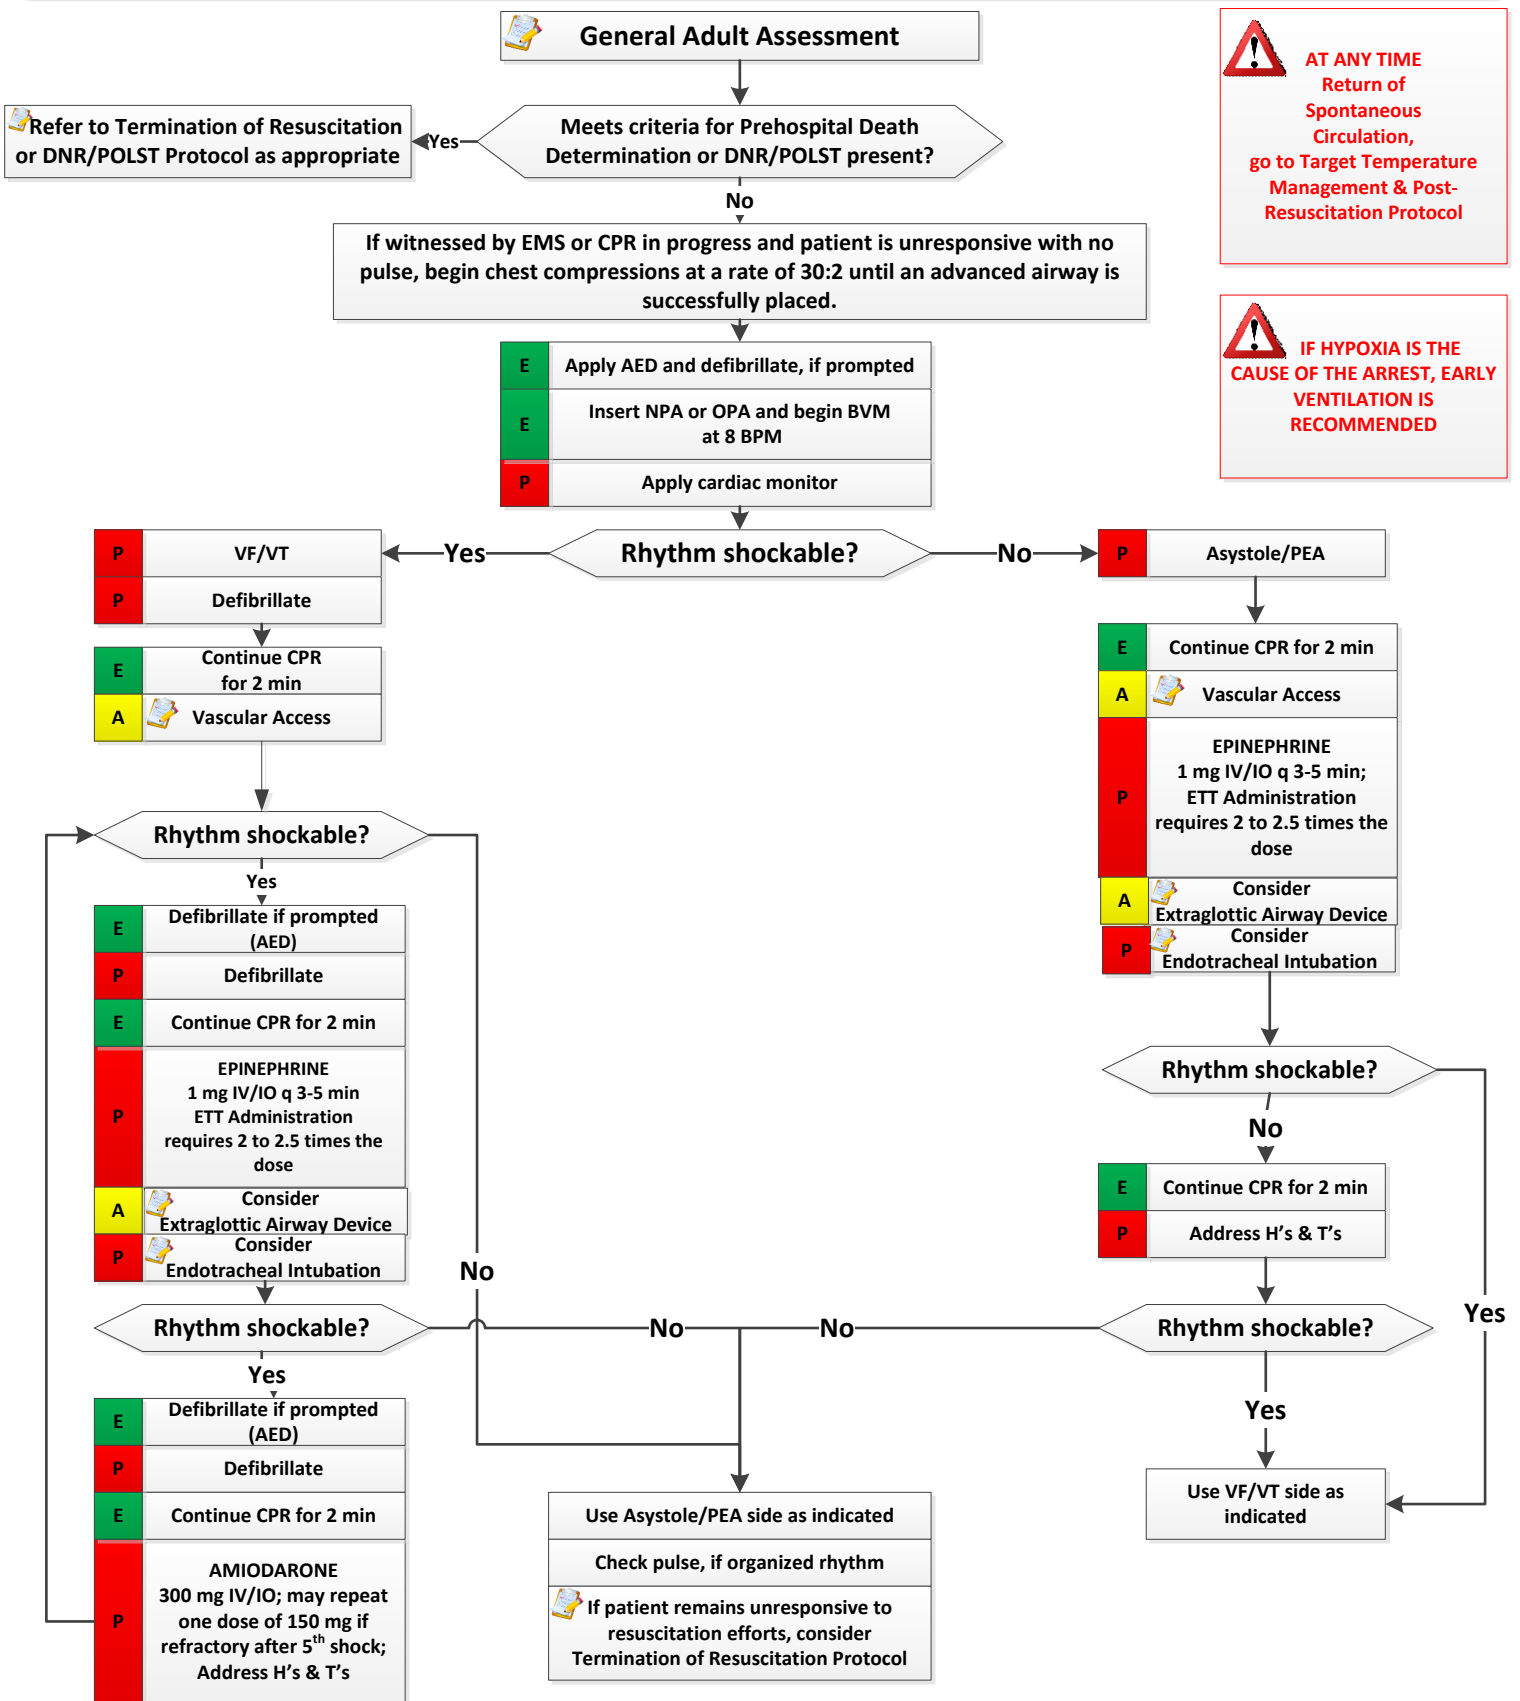 General Adult Assessment
AT ANY TIME
Return of
Spontaneous
Circulation,
go to Target Temperature
Management & Post-
Resuscitation Protocol
Refer to Termination of Resuscitation
or DNR/POLST Protocol as appropriate
Yes
Meets criteria for Prehospital Death
Determination or DNR/POLST present?
No
If witnessed by EMS or CPR in progress and patient is unresponsive with no
pulse, begin chest compressions at a rate of 30:2 until an advanced airway is
successfully placed.
IF HYPOXIA IS THE
CAUSE OF THE ARREST, EARLY
VENTILATION IS
RECOMMENDED
E
Apply AED and defibrillate, if prompted
E
Insert NPA or OPA and begin BVM
at 8 BPM
P
Apply cardiac monitor
Rhythm shockable?
Yes
No
P
VF/VT
P
Defibrillate
E
Continue CPR
for 2 min
A
Vascular Access
Rhythm shockable?
Yes
No
E
Defibrillate if prompted
(AED)
P
Defibrillate
E
Continue CPR for 2 min
P
EPINEPHRINE
1 mg IV/IO q 3-5 min
ETT Administration
requires 2 to 2.5 times the
dose
A
Consider
Extraglottic Airway Device
P
Consider
Endotracheal Intubation
Rhythm shockable?
No
Yes
E
Defibrillate if prompted
(AED)
P
Defibrillate
E
Continue CPR for 2 min
P
AMIODARONE
300 mg IV/IO; may repeat
one dose of 150 mg if
refractory after 5th shock;
Address H's & T's
P
Asystole/PEA
E
Continue CPR for 2 min
A
Vascular Access
P
EPINEPHRINE
1 mg IV/IO q 3-5 min;
ETT Administration
requires 2 to 2.5 times the
dose
A
Consider
Extraglottic Airway Device
P
Consider
Endotracheal Intubation
Rhythm shockable?
No
Yes
E
Continue CPR for 2 min
P
Address H's & T's
Rhythm shockable?
No
Yes
Use VF/VT side as
indicated
Use Asystole/PEA side as indicated
Check pulse, if organized rhythm
If patient remains unresponsive to
resuscitation efforts, consider
Termination of Resuscitation Protocol